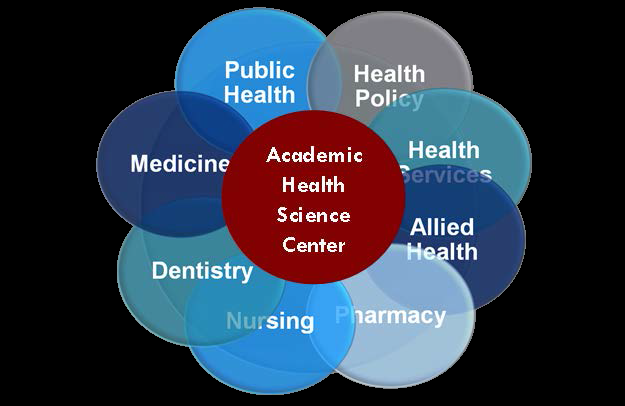 Public
Health
Health
Policy
Health
Services
Allied
Health
Pharmacy
Nursing
Dentistry
Medicine
Academic
Health
Science
Center